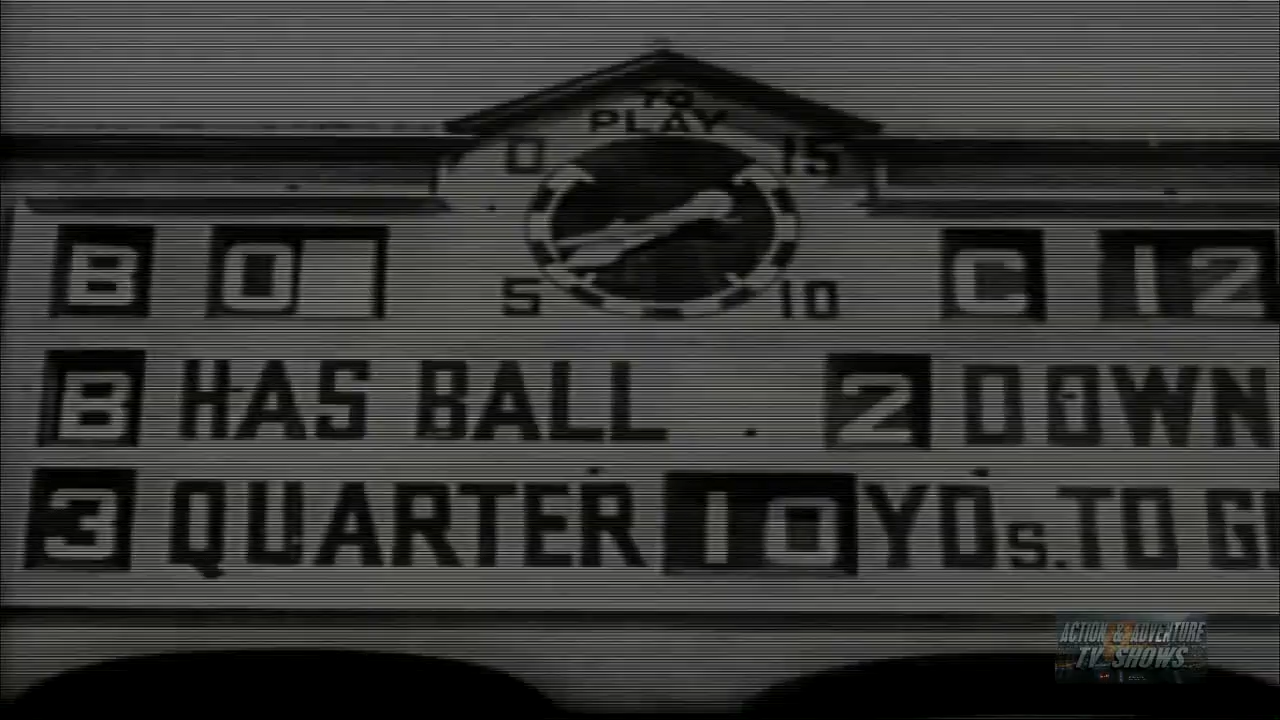 TO
PLAY
0 15
5 10
B 0 C 12
B HAS BALL . 2 DOWN
3 QUARTER 10 YDs. TO G
ACTION & ADVENTURE
TV SHOWS